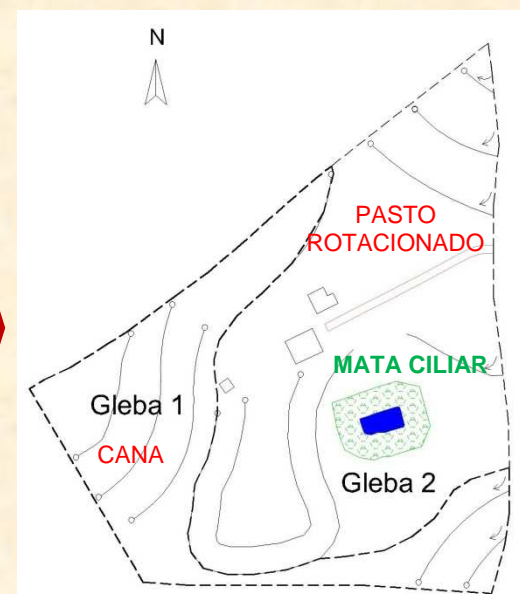 N
PASTO
ROTACIONADO
MATA CILIAR
Gleba 1
CANA
Gleba 2